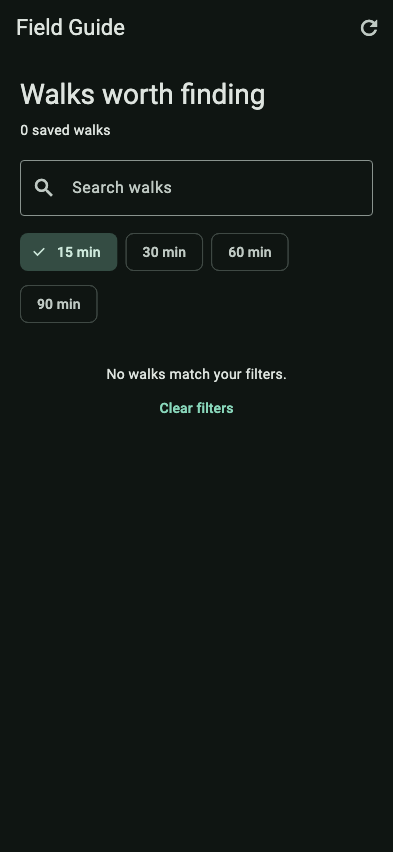 Field Guide
Walks worth finding
0 saved walks
Search walks
15 min 30 min 60 min
90 min
No walks match your filters.
Clear filters